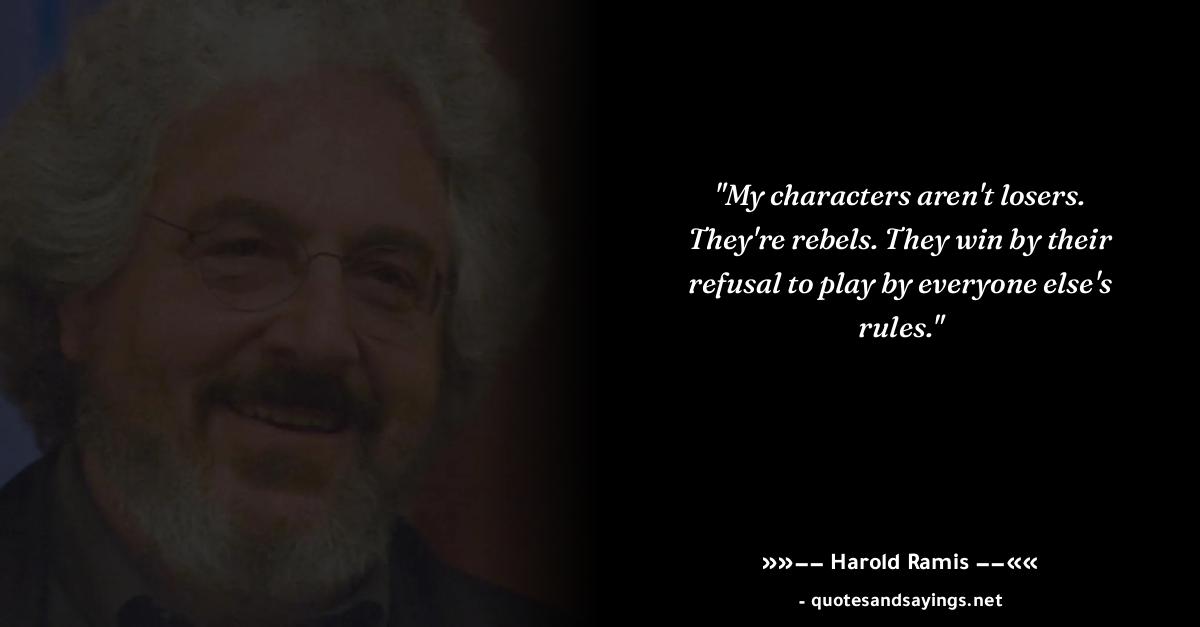 "My characters aren't losers.
They're rebels. They win by their
refusal to play by everyone else's
rules."
»»–– Harold Ramis ––««
- quotesandsayings.net